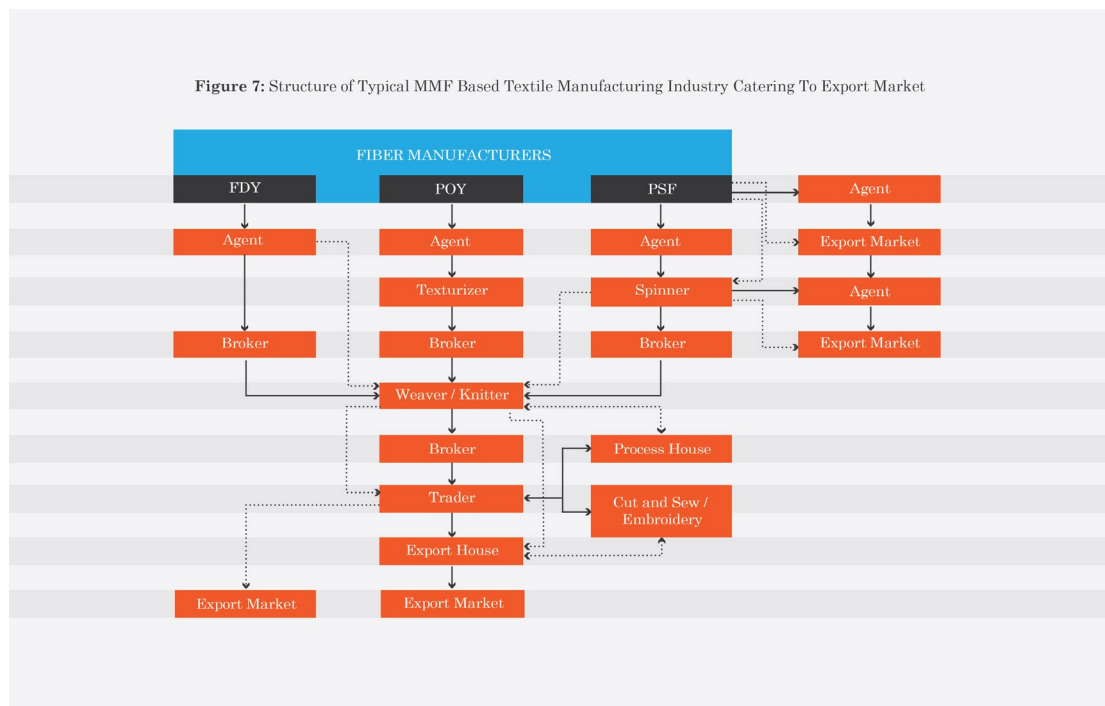 Figure 7: Structure of Typical MMF Based Textile Manufacturing Industry Catering To Export Market
FIBER MANUFACTURERS
FDY
POY
PSF
Agent
Agent
Agent
Agent
Export Market
Texturizer
Spinner
Agent
Broker
Broker
Broker
Export Market
Weaver / Knitter
Broker
Process House
Trader
Cut and Sew /
Embroidery
Export House
Export Market
Export Market